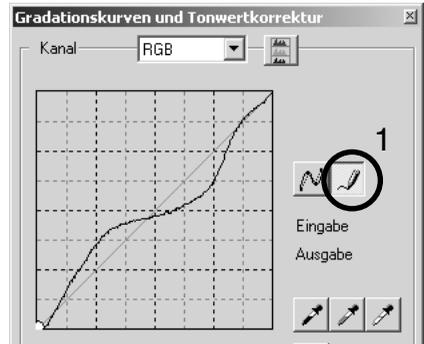 Gradationskurven und Tonwertkorrektur
Kanal RGB
1
Eingabe
Ausgabe